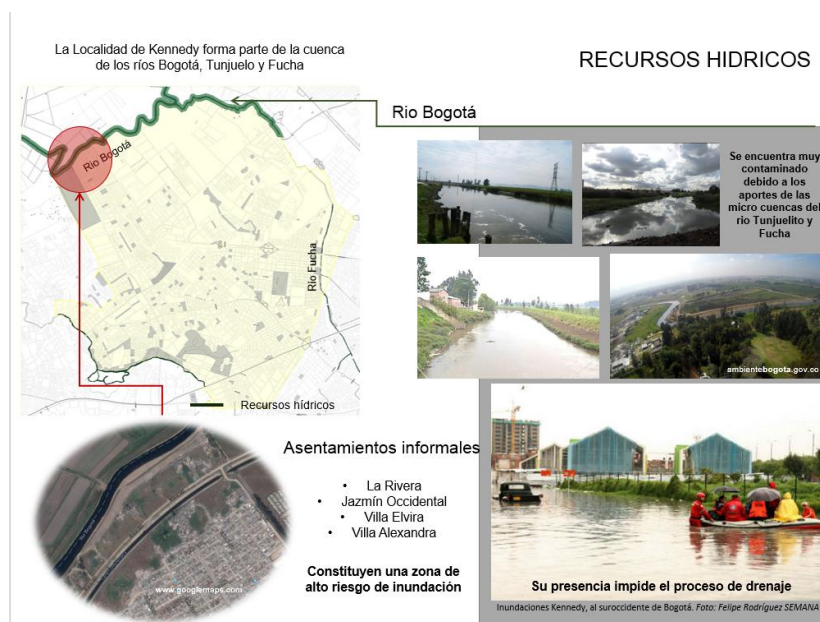 La Localidad de Kennedy forma parte de la cuenca
de los ríos Bogotá, Tunjuelo y Fucha
RECURSOS HIDRICOS
Rio Bogotá
Rio Bogotá
Rio Fucha
Recursos hídricos
Se encuentra muy
contaminado
debido a los
aportes de las
micro cuencas del
rio Tunjuelito y
Fucha
ambientebogota.gov.co
Asentamientos informales
• La Rivera
• Jazmín Occidental
• Villa Elvira
• Villa Alexandra
Constituyen una zona de
alto riesgo de inundación
www.googlemaps.com
Su presencia impide el proceso de drenaje
Inundaciones Kennedy, al suroccidente de Bogotá. Foto: Felipe Rodríguez SEMANA